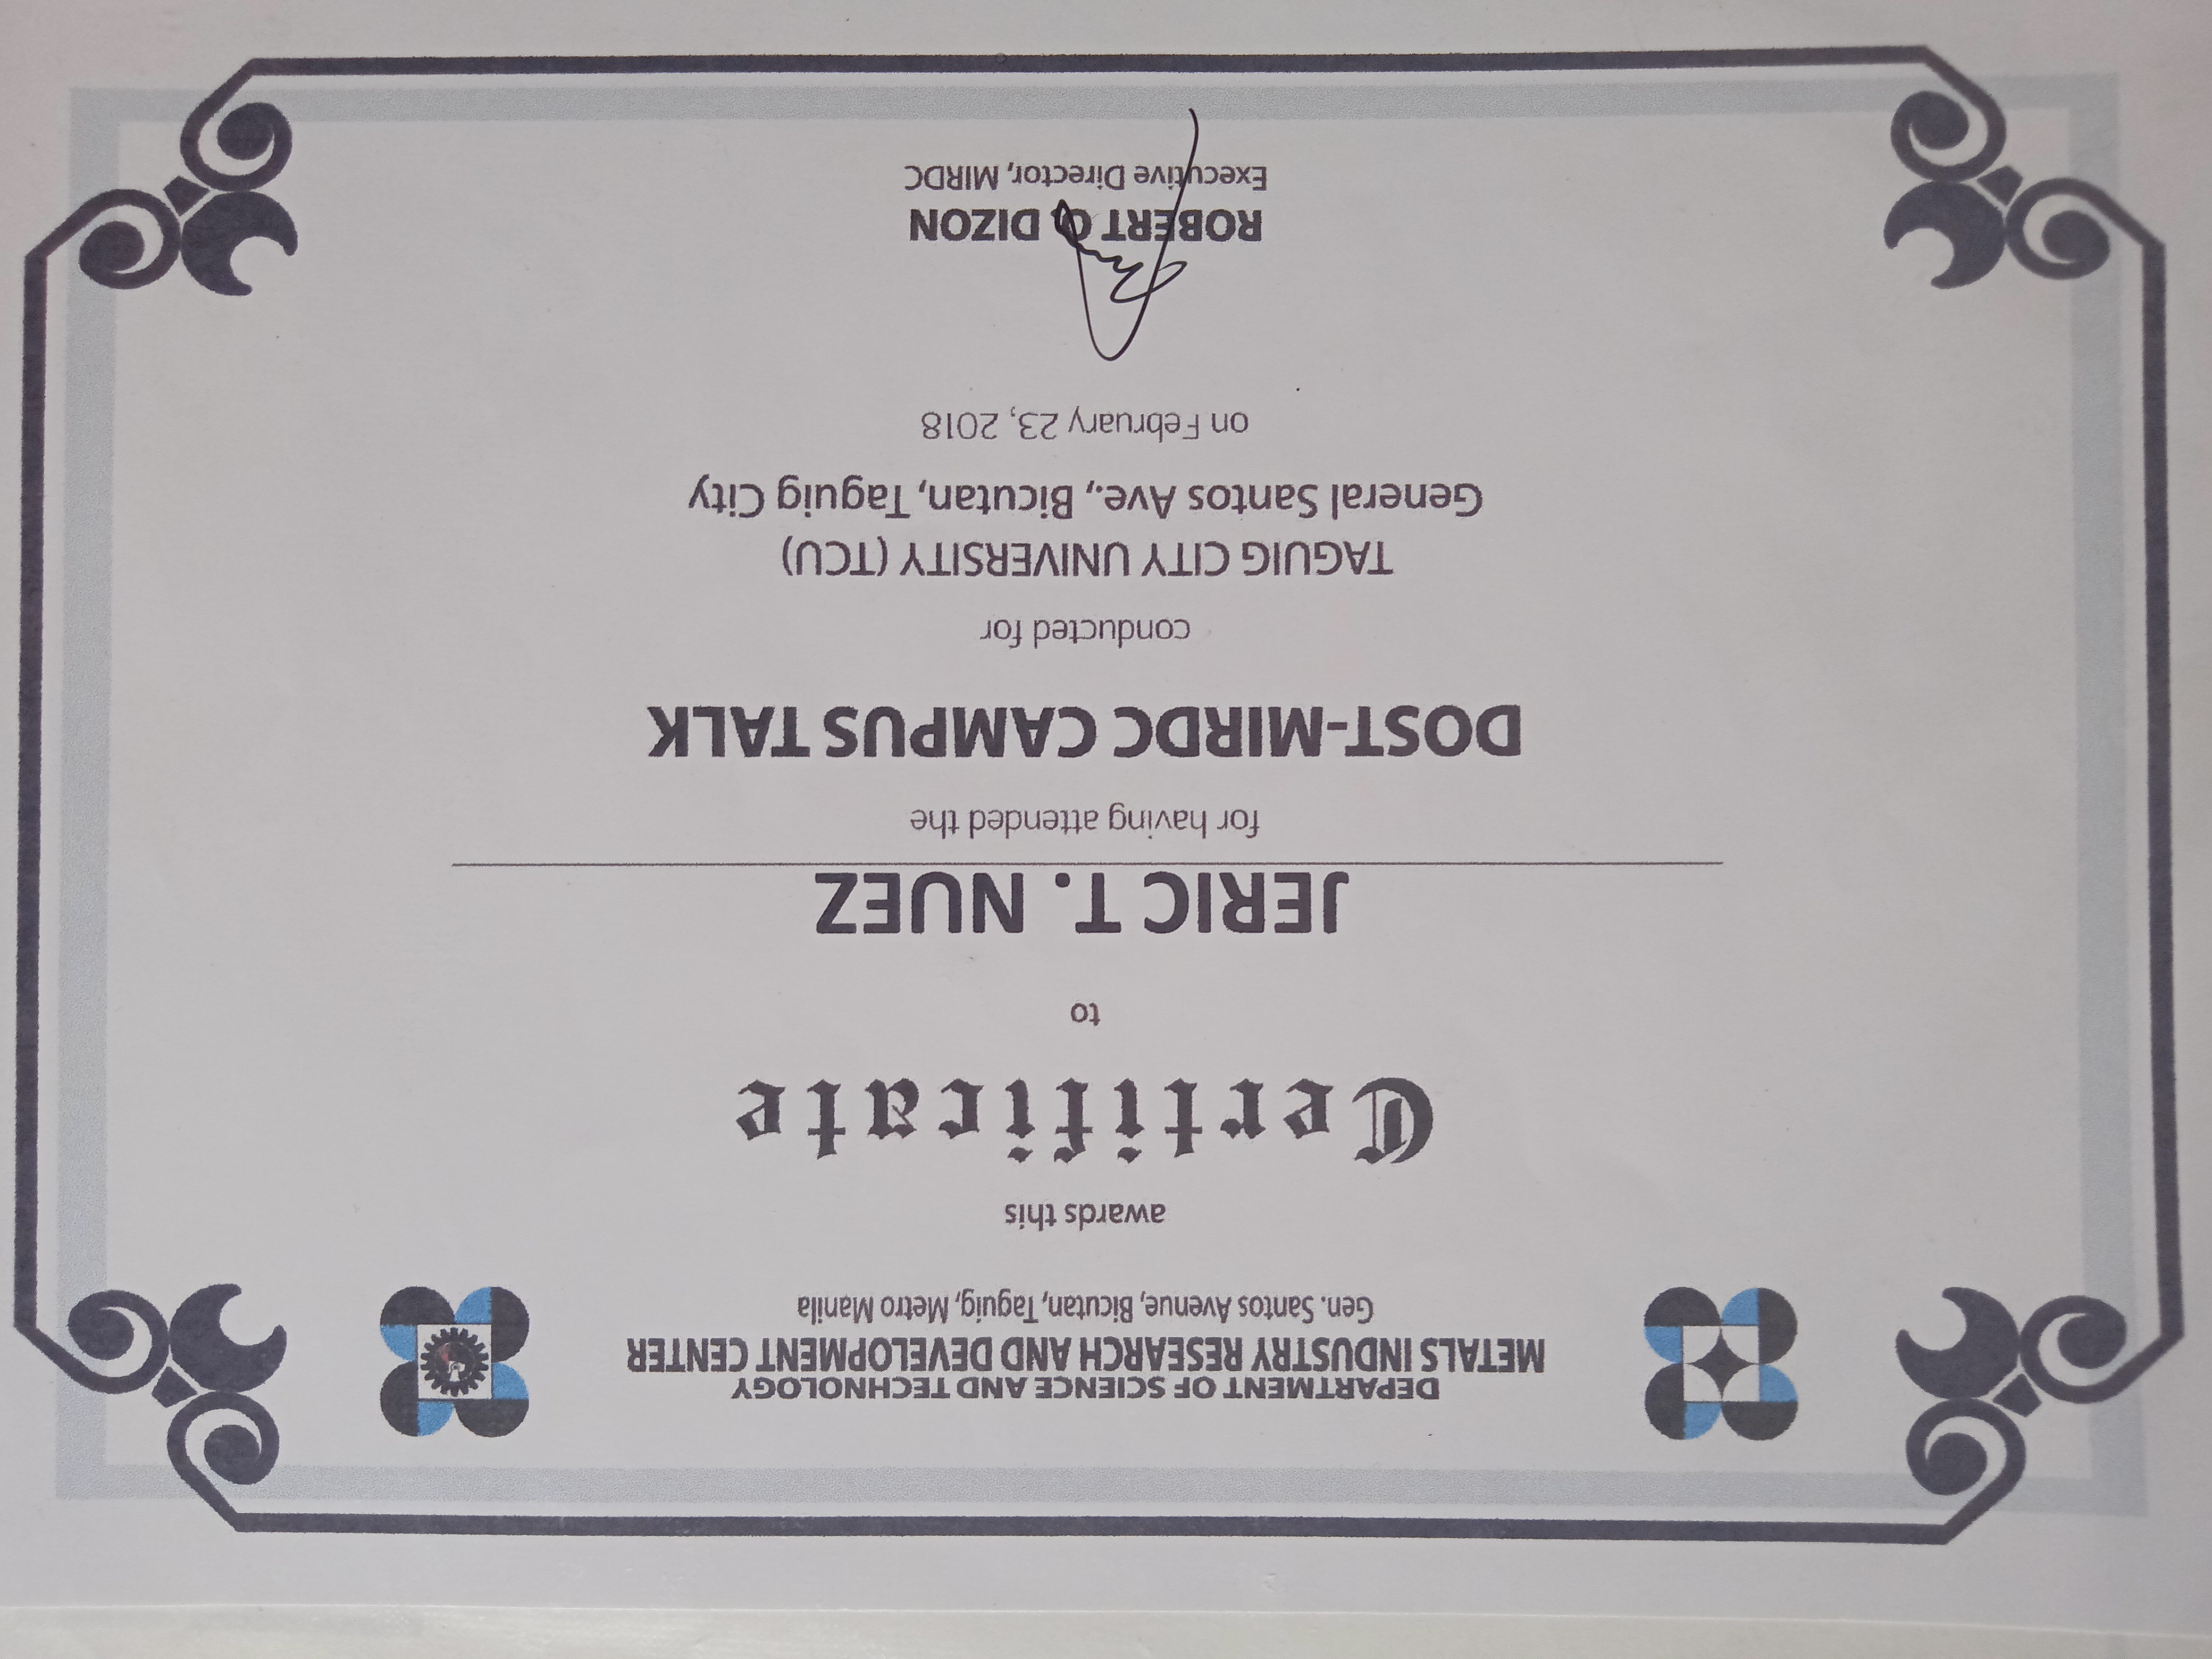 DEPARTMENT OF SCIENCE AND TECHNOLOGY
METALS INDUSTRY RESEARCH AND DEVELOPMENT CENTER
Gen. Santos Avenue, Bicutan, Taguig, Metro Manila
awards this
Certificate
to
JERIC T. NUEZ
for having attended the
DOST-MIRDC CAMPUS TALK
conducted for
TAGUIG CITY UNIVERSITY (TCU)
General Santos Ave., Bicutan, Taguig City
on February 23, 2018
ROBERT O. DIZON
Executive Director, MIRDC